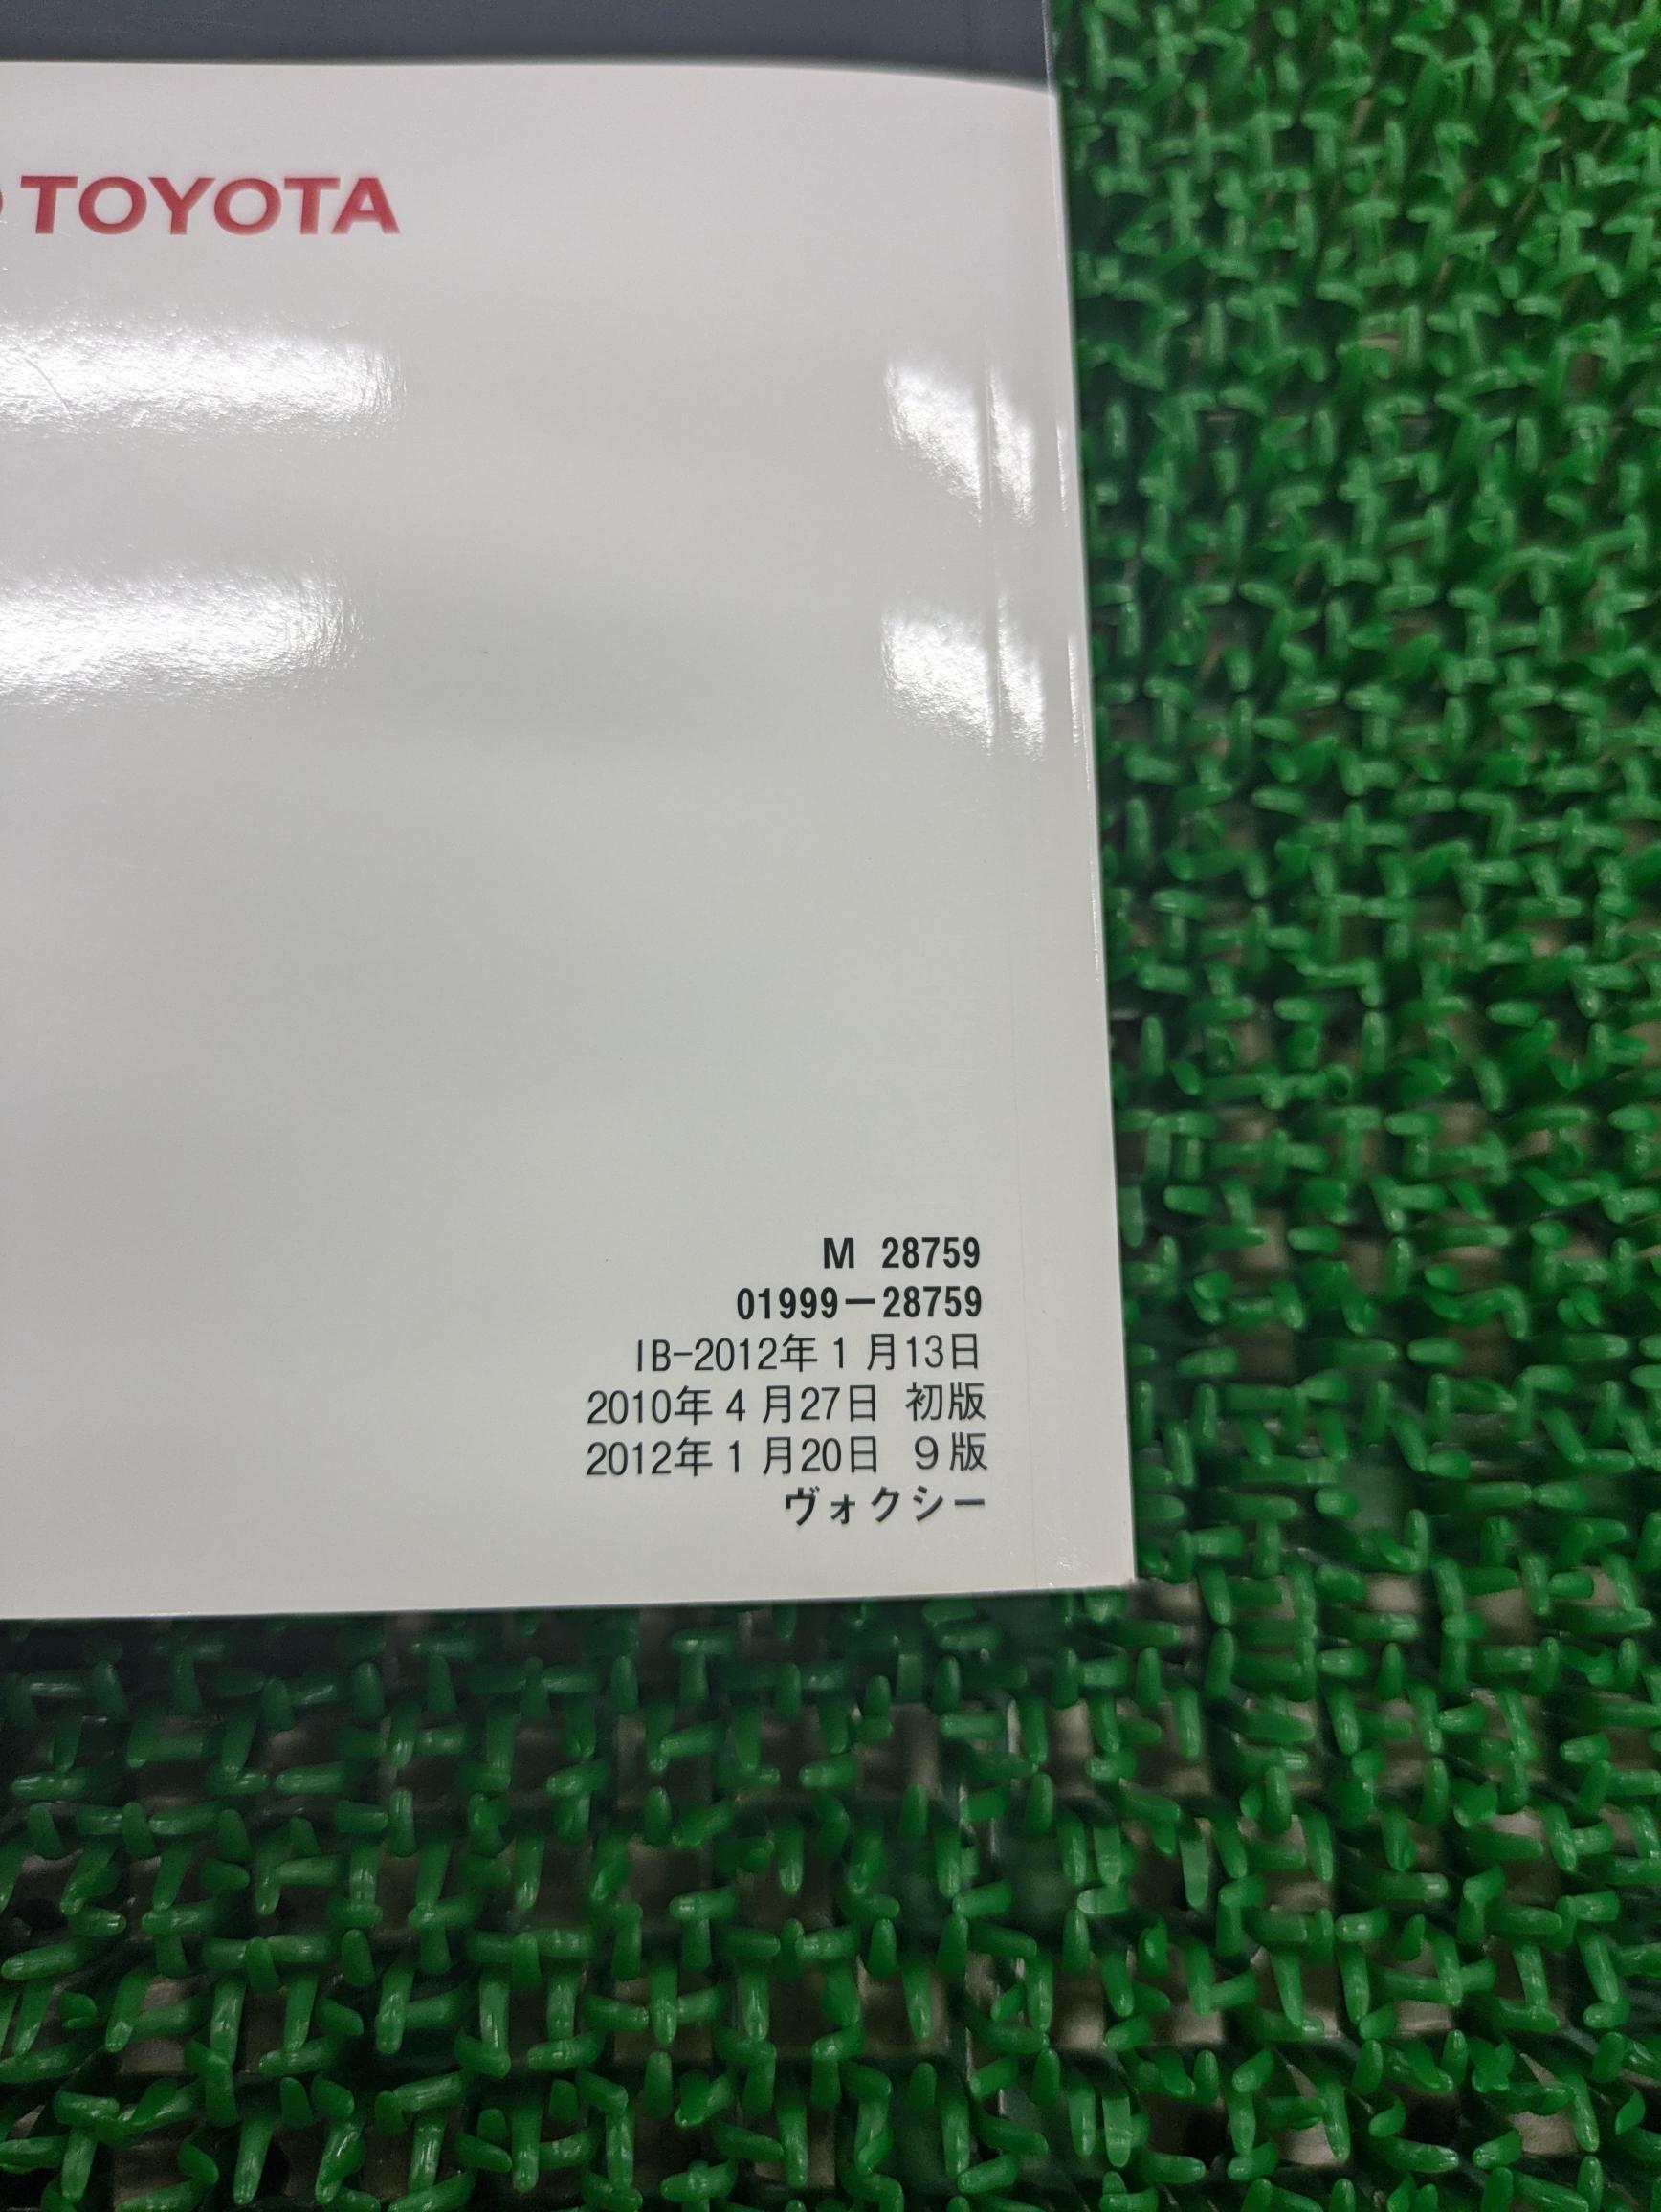 TOYOTA
M 28759
01999-28759
IB-2012年1月13日
2010年4月27日 初版
2012年1月20日 9版
ヴォクシー